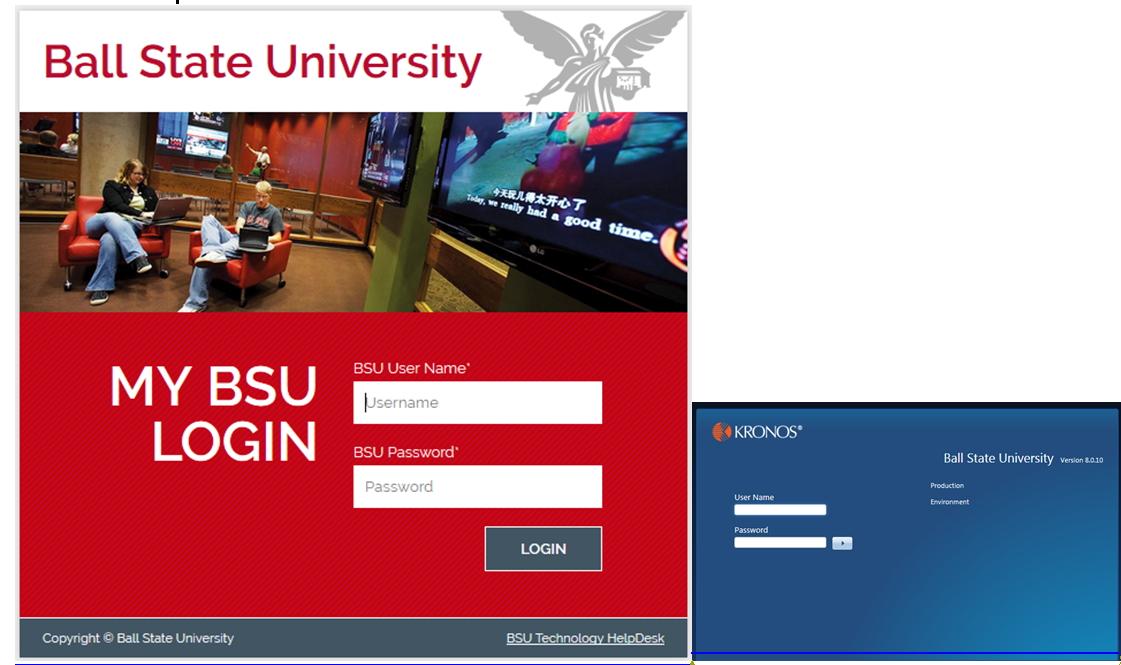 Ball State University
今天玩儿得太开心了
Today, we really had a good time.
LG
MY BSU
LOGIN
BSU User Name*
Username
BSU Password*
Password
LOGIN
Copyright © Ball State University
BSU Technology HelpDesk
KRONOS®
Ball State University Version 8.0.10
Production
Environment
User Name
Password